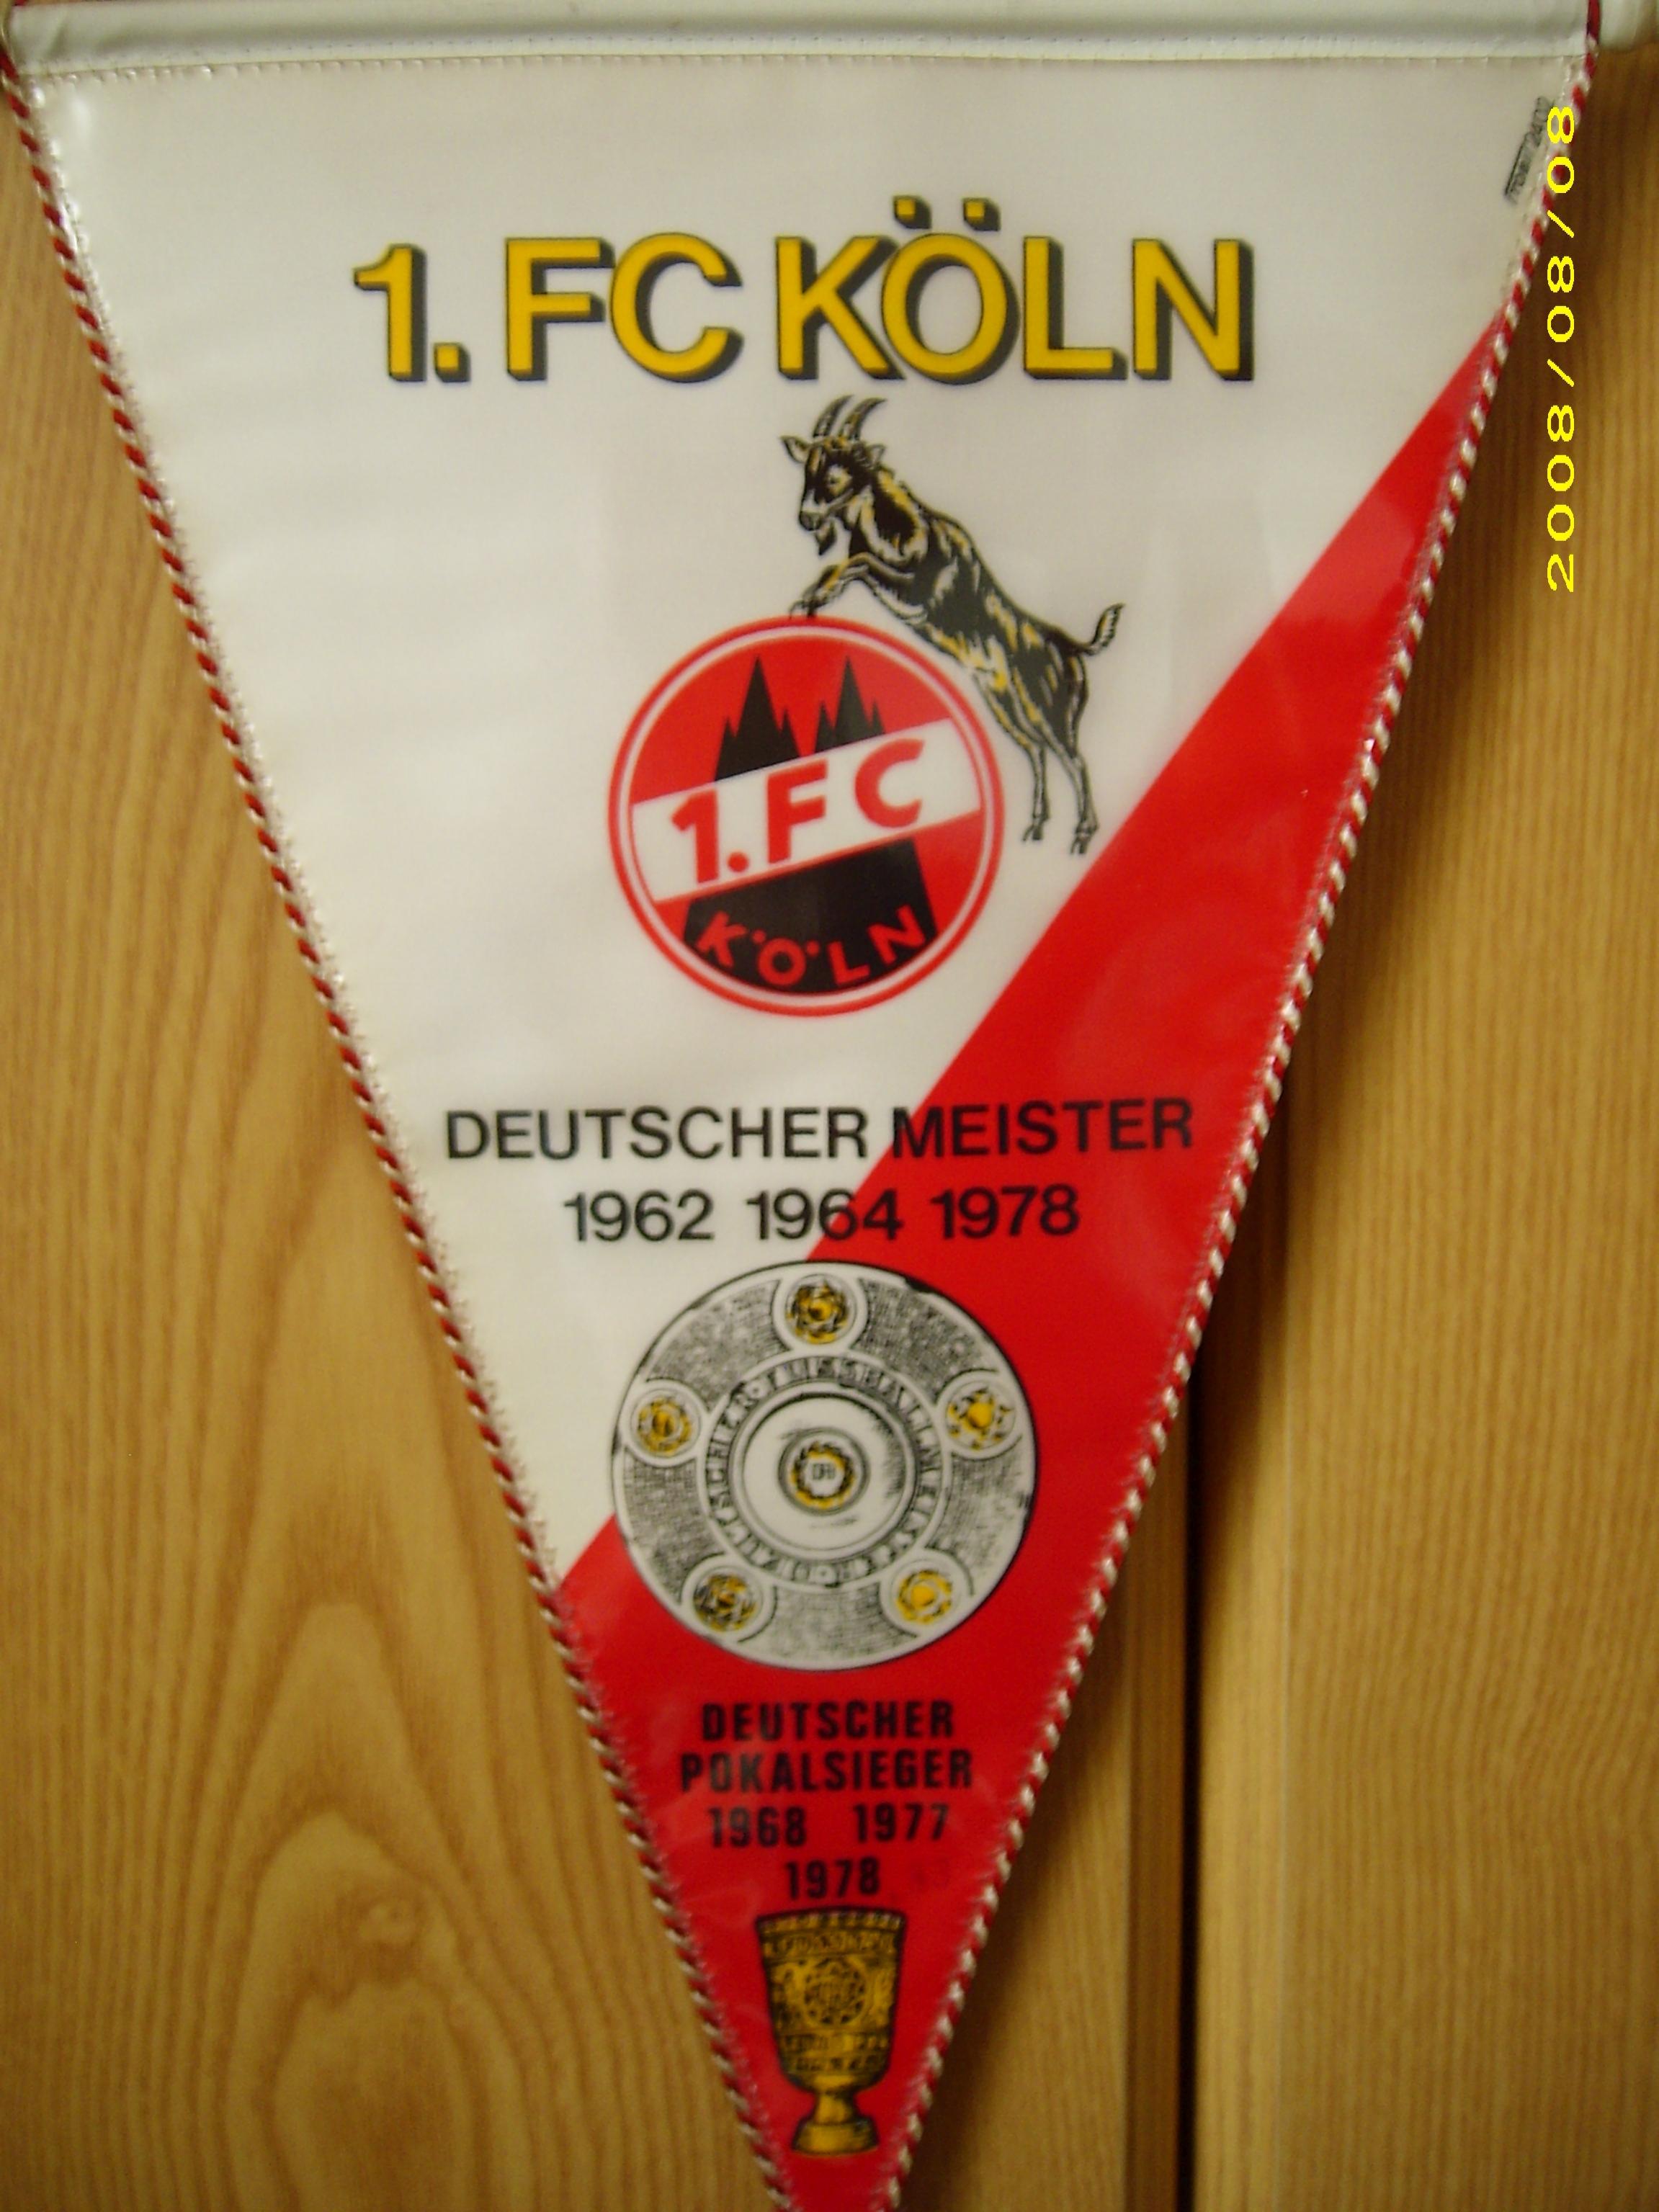 2008/08/08
1. FC KÖLN
1. FC
KÖLN
DEUTSCHER MEISTER
1962 1964 1978
DEUTSCHER
POKALSIEGER
1968 1977
1978